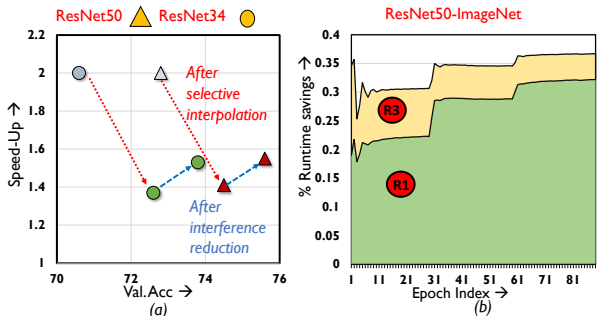 ResNet50 ResNet34
2.2
2
1.8
1.6
1.4
1.2
1
Speed-Up →
After
selective
interpolation
After
interference
reduction
70 72 74 76
Val.Acc →
(a)
ResNet50-ImageNet
0.4
0.35
0.3
0.25
0.2
0.15
0.1
0.05
0
% Runtime savings →
R3
R1
1 11 21 31 41 51 61 71 81
Epoch Index →
(b)